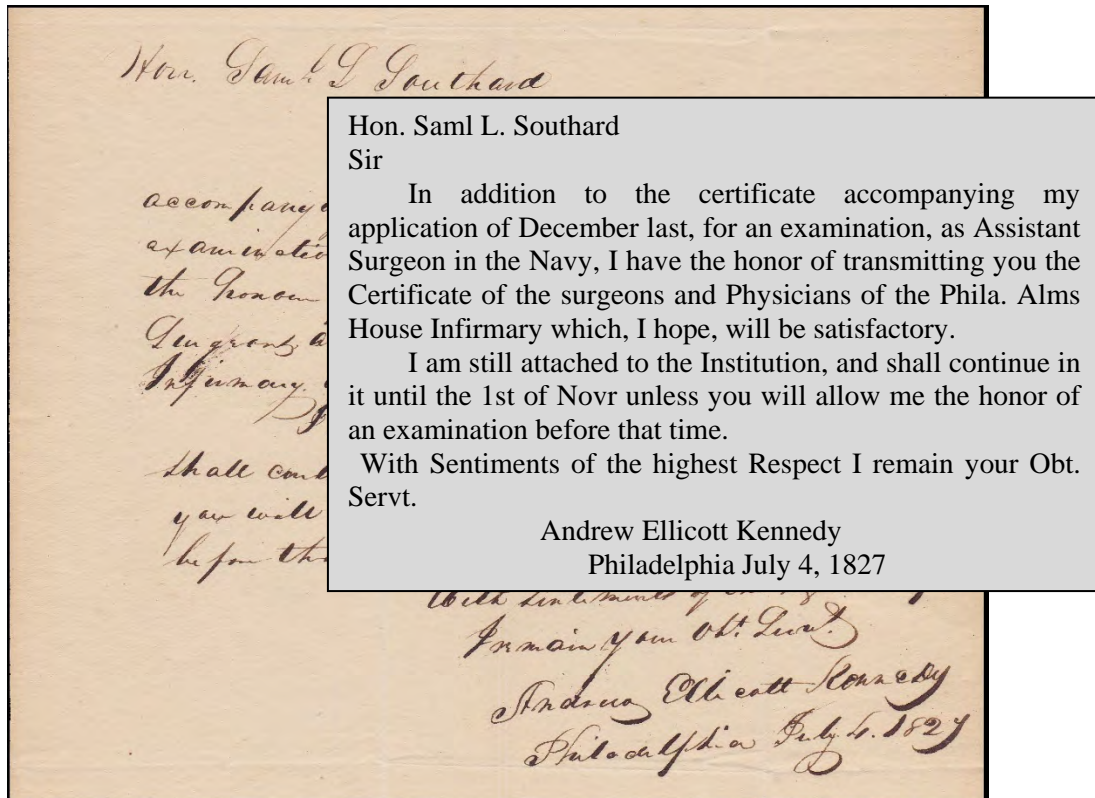 Hon. Saml L Southard
Hon. Saml L. Southard
Sir
In addition to the certificate accompanying my
application of December last, for an examination, as Assistant
Surgeon in the Navy, I have the honor of transmitting you the
Certificate of the surgeons and Physicians of the Phila. Alms
House Infirmary which, I hope, will be satisfactory.
I am still attached to the Institution, and shall continue in
it until the 1st of Novr unless you will allow me the honor of
an examination before that time.
With Sentiments of the highest Respect I remain your Obt.
Servt.
Andrew Ellicott Kennedy
Philadelphia July 4, 1827
the honour
Infirmary
shall
you will
With sentiments of
I remain your Obt. Servt.
Andrew Ellicott Kennedy
Philadelphia July 4. 1827